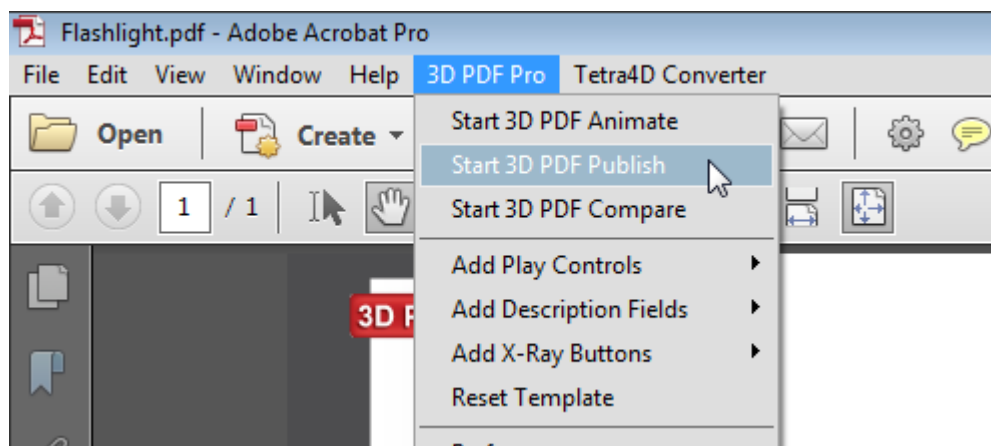 Flashlight.pdf - Adobe Acrobat Pro
File Edit View Window Help 3D PDF Pro Tetra4D Converter
Open Create
1 / 1
Start 3D PDF Animate
Start 3D PDF Publish
Start 3D PDF Compare
Add Play Controls
3D
Add Description Fields
Add X-Ray Buttons
Reset Template